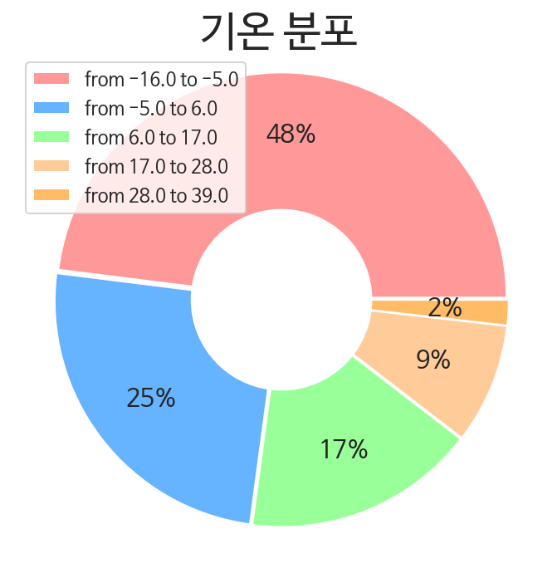 기온 분포
from −16.0 to −5.0
from −5.0 to 6.0
from 6.0 to 17.0
from 17.0 to 28.0
from 28.0 to 39.0
48%
2%
9%
25%
17%